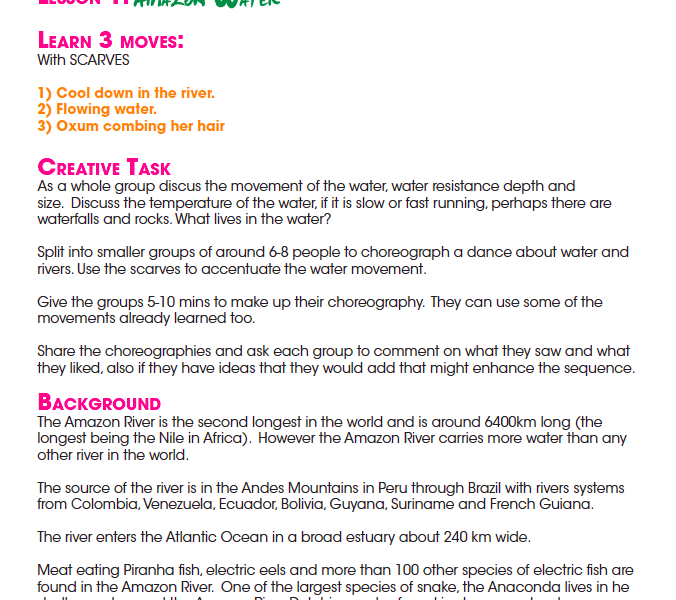 LESSON 1: AMAZON WATER
LEARN 3 MOVES:
With SCARVES
1) Cool down in the river.
2) Flowing water.
3) Oxum combing her hair
CREATIVE TASK
As a whole group discus the movement of the water, water resistance depth and
size. Discuss the temperature of the water, if it is slow or fast running, perhaps there are
waterfalls and rocks. What lives in the water?
Split into smaller groups of around 6-8 people to choreograph a dance about water and
rivers. Use the scarves to accentuate the water movement.
Give the groups 5-10 mins to make up their choreography. They can use some of the
movements already learned too.
Share the choreographies and ask each group to comment on what they saw and what
they liked, also if they have ideas that they would add that might enhance the sequence.
BACKGROUND
The Amazon River is the second longest in the world and is around 6400km long (the
longest being the Nile in Africa). However the Amazon River carries more water than any
other river in the world.
The source of the river is in the Andes Mountains in Peru through Brazil with rivers systems
from Colombia, Venezuela, Ecuador, Bolivia, Guyana, Suriname and French Guiana.
The river enters the Atlantic Ocean in a broad estuary about 240 km wide.
Meat eating Piranha fish, electric eels and more than 100 other species of electric fish are
found in the Amazon River. One of the largest species of snake, the Anaconda lives in he